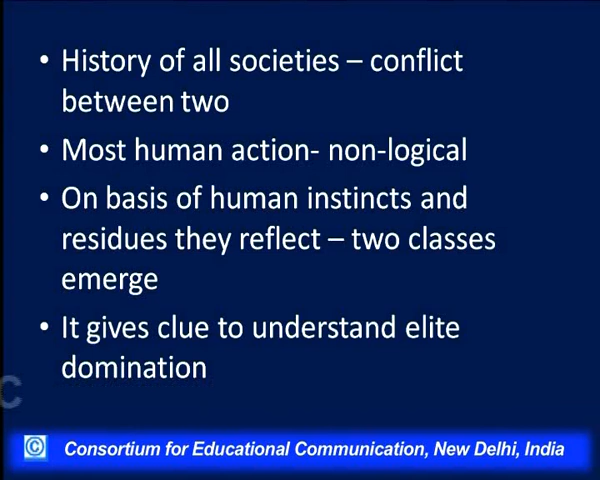 • History of all societies – conflict
between two
• Most human action- non-logical
• On basis of human instincts and
residues they reflect – two classes
emerge
• It gives clue to understand elite
domination
C
© Consortium for Educational Communication, New Delhi, India